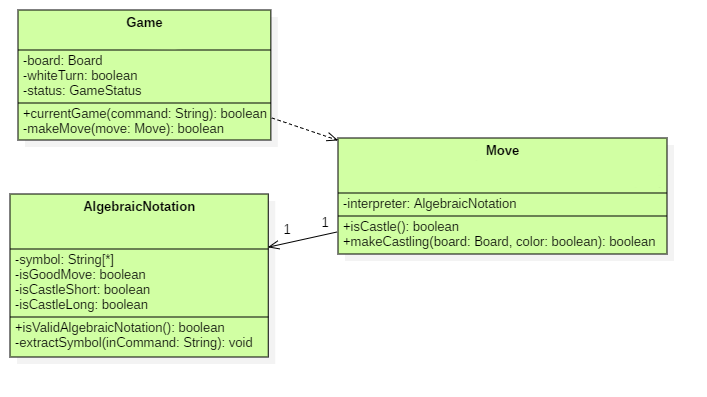 Game
-board: Board
-whiteTurn: boolean
-status: GameStatus
+currentGame(command: String): boolean
-makeMove(move: Move): boolean
Move
-interpreter: AlgebraicNotation
+isCastle(): boolean
+makeCastling(board: Board, color: boolean): boolean
1
1
AlgebraicNotation
-symbol: String[*]
-isGoodMove: boolean
-isCastleShort: boolean
-isCastleLong: boolean
+isValidAlgebraicNotation(): boolean
-extractSymbol(inCommand: String): void